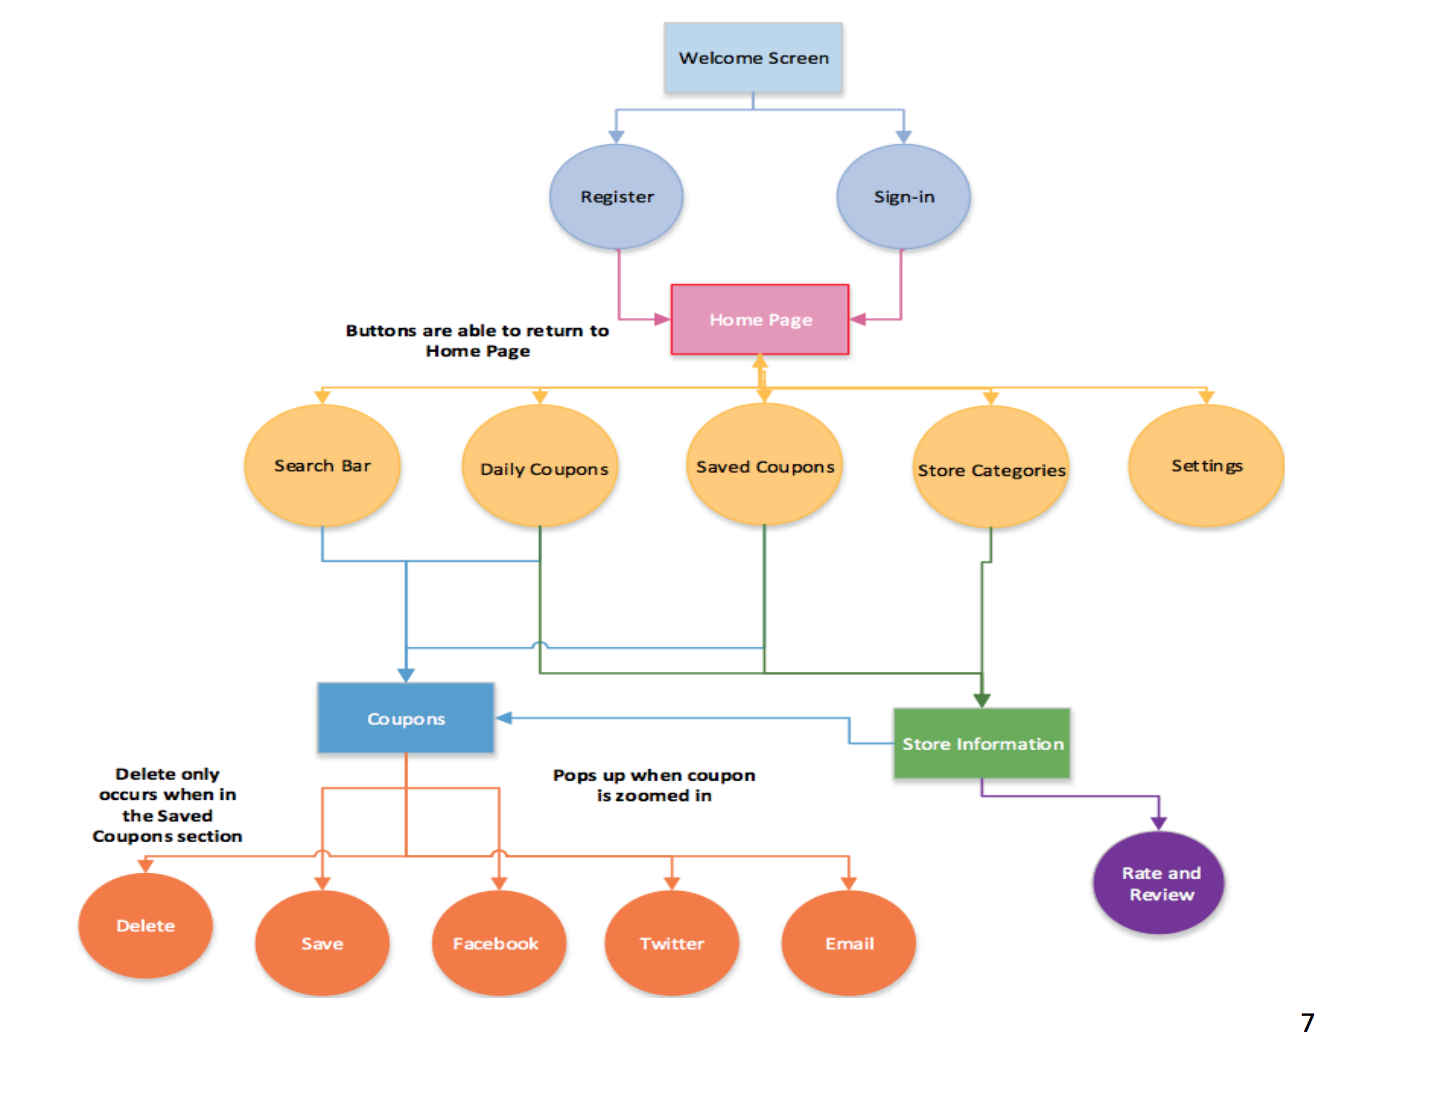 Welcome Screen
Register
Sign-in
Home Page
Buttons are able to return to
Home Page
Search Bar
Daily Coupons
Saved Coupons
Store Categories
Settings
Coupons
Store Information
Delete only
occurs when in
the Saved
Coupons section
Pops up when coupon
is zoomed in
Rate and
Review
Delete
Save
Facebook
Twitter
Email
7